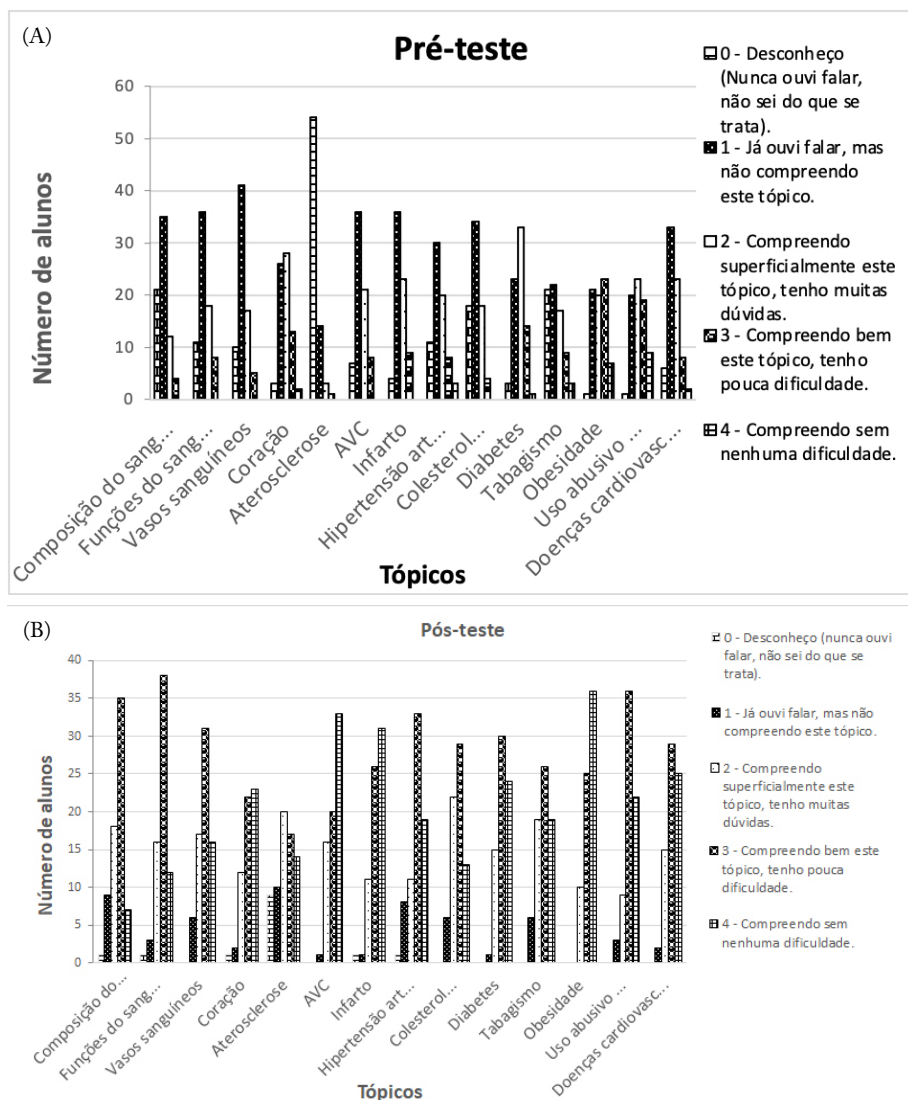 (A)
Pré-teste
Número de alunos
60
50
40
30
20
10
0
Composição do sang...
Funções do sang...
Vasos sanguíneos
Coração
Aterosclerose
AVC
Infarto
Hipertensão art...
Colesterol...
Diabetes
Tabagismo
Obesidade
Uso abusivo ...
Doenças cardiovasc...
Tópicos
0 - Desconheço
(Nunca ouvi falar,
não sei do que se
trata).
1 - Já ouvi falar, mas
não compreendo
este tópico.
2 - Compreendo
superficialmente este
tópico, tenho muitas
dúvidas.
3 - Compreendo bem
este tópico, tenho
pouca dificuldade.
4 - Compreendo sem
nenhuma dificuldade.
(B)
Pós-teste
Número de alunos
40
35
30
25
20
15
10
5
0
Composição do...
Funções do sang...
Vasos sanguíneos
Coração
Aterosclerose
AVC
Infarto
Hipertensão art...
Colesterol...
Diabetes
Tabagismo
Obesidade
Uso abusivo ...
Doenças cardiovasc...
Tópicos
0 - Desconheço (nunca ouvi
falar, não sei do que se
trata).
1 - Já ouvi falar, mas não
compreendo este tópico.
2 - Compreendo
superficialmente este
tópico, tenho muitas
dúvidas.
3 - Compreendo bem este
tópico, tenho pouca
dificuldade.
4 - Compreendo sem
nenhuma dificuldade.